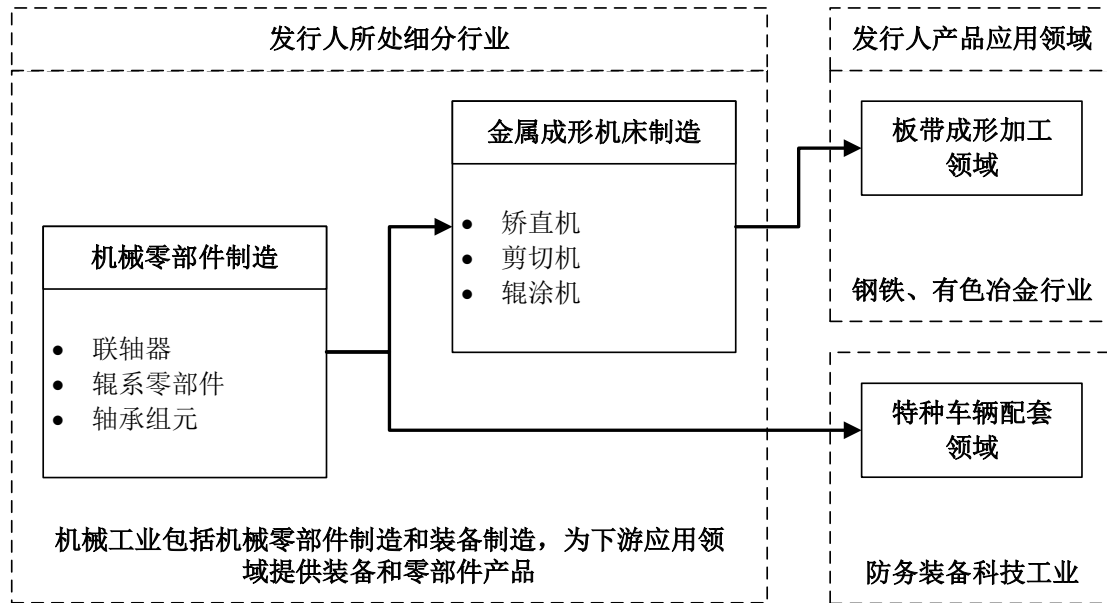 发行人所处细分行业
机械零部件制造
• 联轴器
• 辊系零部件
• 轴承组元
金属成形机床制造
• 矫直机
• 剪切机
• 辊涂机
机械工业包括机械零部件制造和装备制造，为下游应用领
域提供装备和零部件产品
发行人产品应用领域
板带成形加工
领域
钢铁、有色冶金行业
特种车辆配套
领域
防务装备科技工业